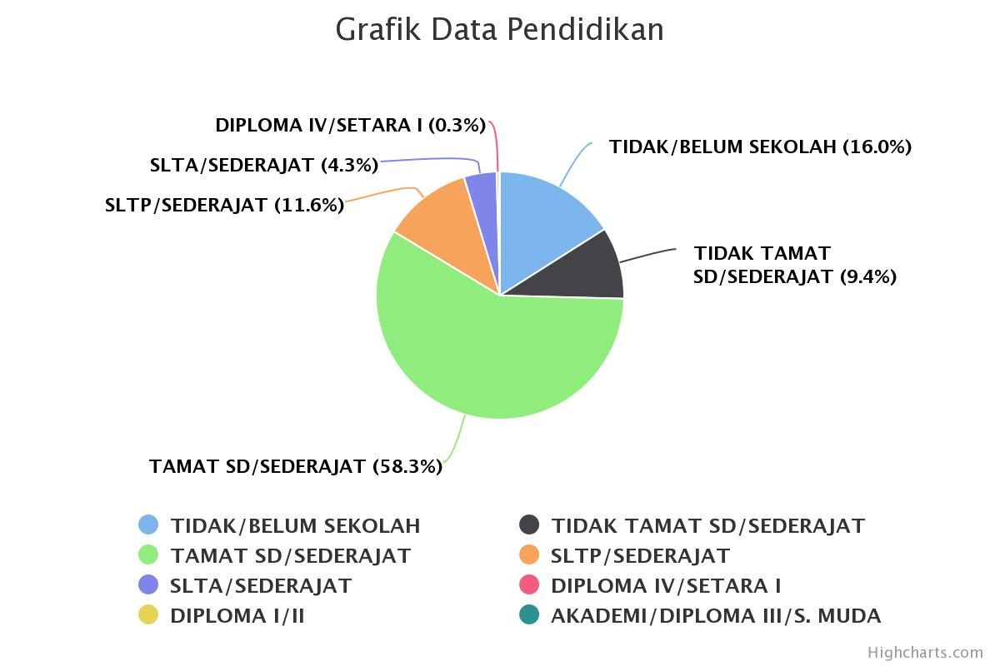 Grafik Data Pendidikan
DIPLOMA IV/SETARA I (0.3%)
TIDAK/BELUM SEKOLAH (16.0%)
SLTA/SEDERAJAT (4.3%)
SLTP/SEDERAJAT (11.6%)
TIDAK TAMAT
SD/SEDERAJAT (9.4%)
TAMAT SD/SEDERAJAT (58.3%)
TIDAK/BELUM SEKOLAH
TIDAK TAMAT SD/SEDERAJAT
TAMAT SD/SEDERAJAT
SLTP/SEDERAJAT
SLTA/SEDERAJAT
DIPLOMA IV/SETARA I
DIPLOMA I/II
AKADEMI/DIPLOMA III/S. MUDA
Highcharts.com